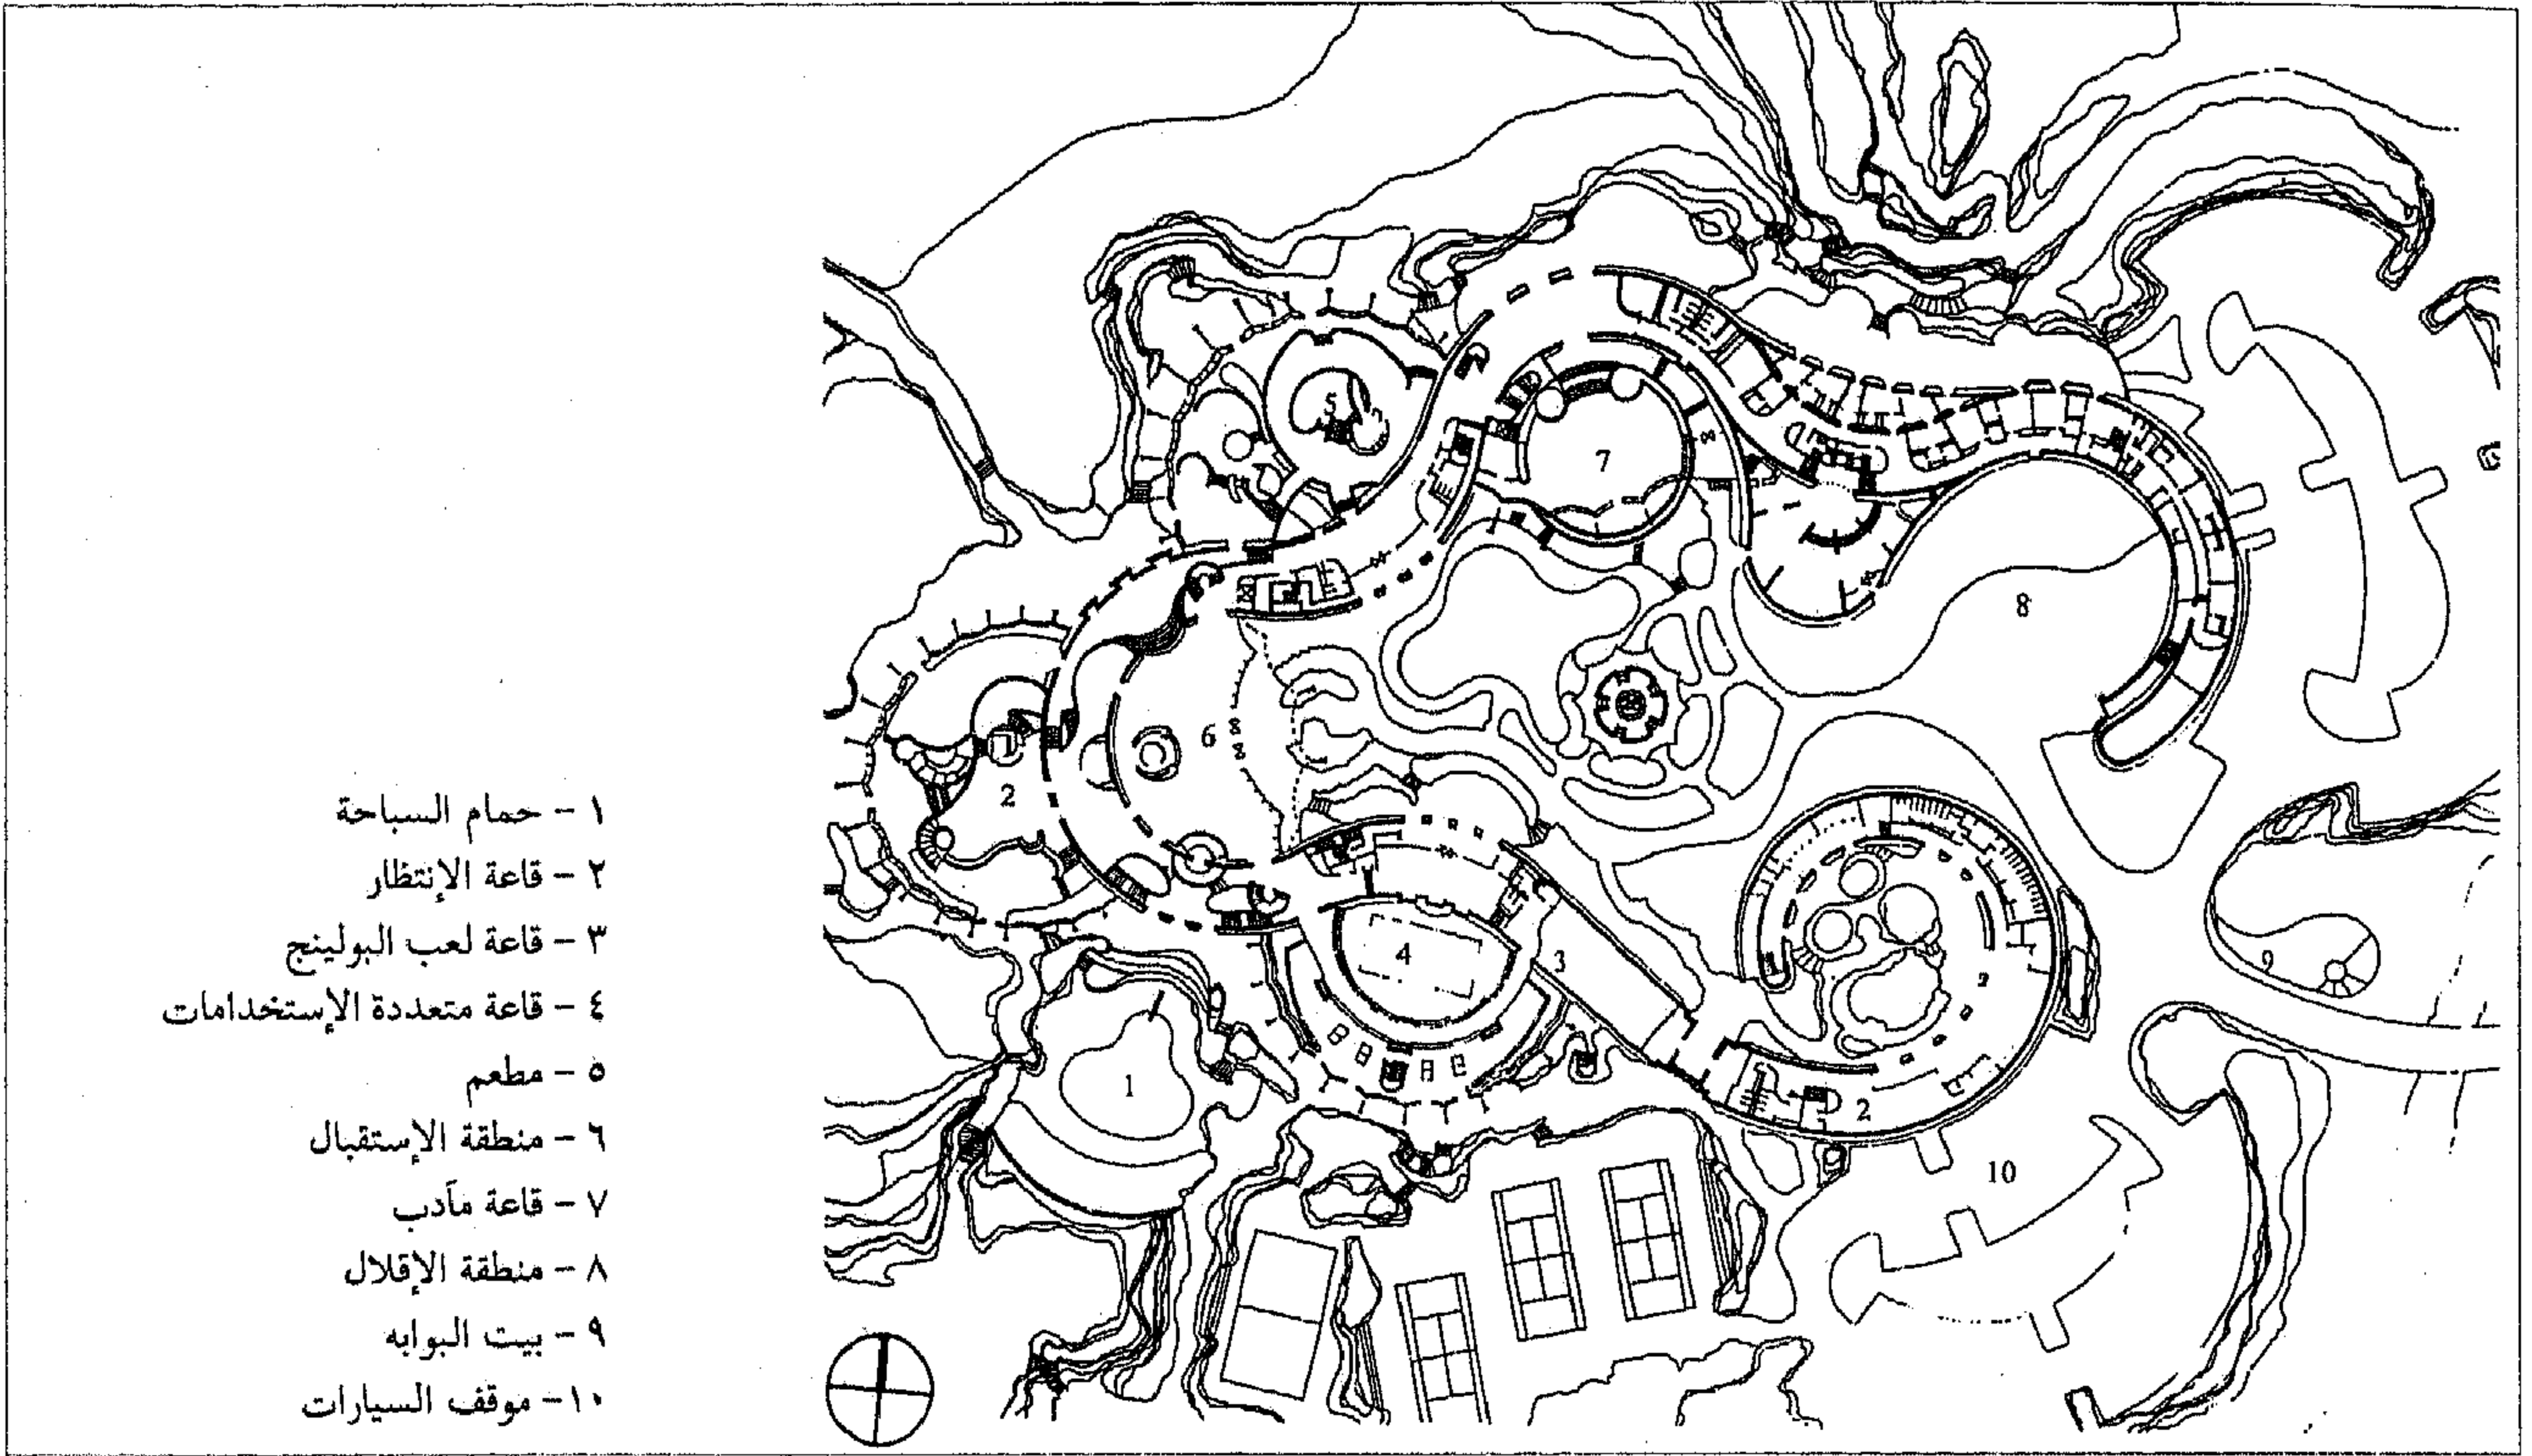 ١ - حمام السباحة
٢ - قاعة الإنتظار
٣ - قاعة لعب البولينج
٤ - قاعة متعددة الإستخدامات
٥ - مطعم
٦ - منطقة الإستقبال
٧ - قاعة مآدب
٨ - منطقة الإقلال
٩ - بيت البوابه
١٠ - موقف السيارات
5
7
8
6
2
4
3
9
1
2
10